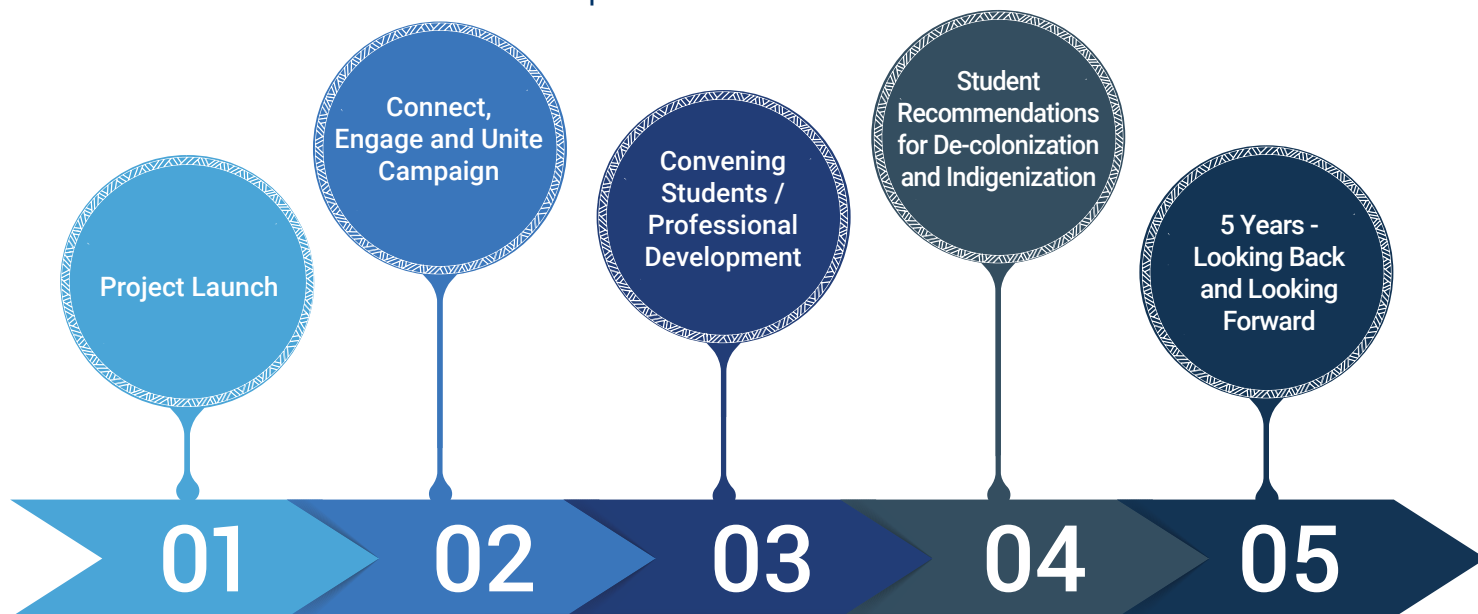 Project Launch
Connect,
Engage and Unite
Campaign
Convening
Students /
Professional
Development
Student
Recommendations
for De-colonization
and Indigenization
5 Years -
Looking Back
and Looking
Forward
01
02
03
04
05